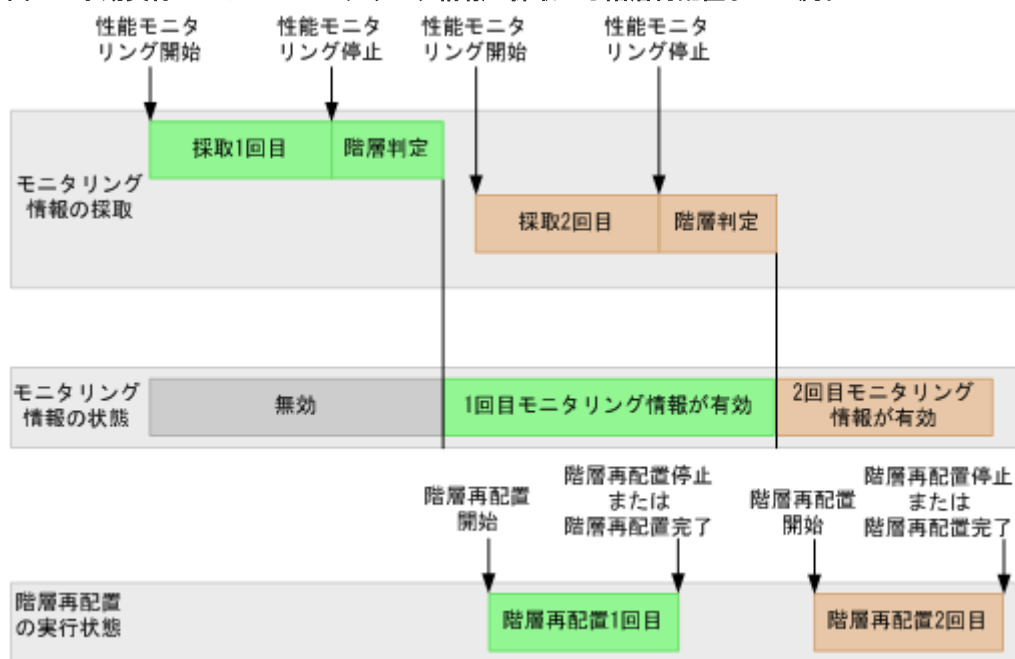 性能モニタ
リング開始
性能モニタ
リング停止
性能モニタ
リング開始
性能モニタ
リング停止
モニタリング
情報の採取
採取1回目
階層判定
採取2回目
階層判定
モニタリング
情報の状態
無効
1回目モニタリング情報が有効
2回目モニタリング
情報が有効
階層再配置
開始
階層再配置停止
または
階層再配置完了
階層再配置
開始
階層再配置停止
または
階層再配置完了
階層再配置
の実行状態
階層再配置1回目
階層再配置2回目